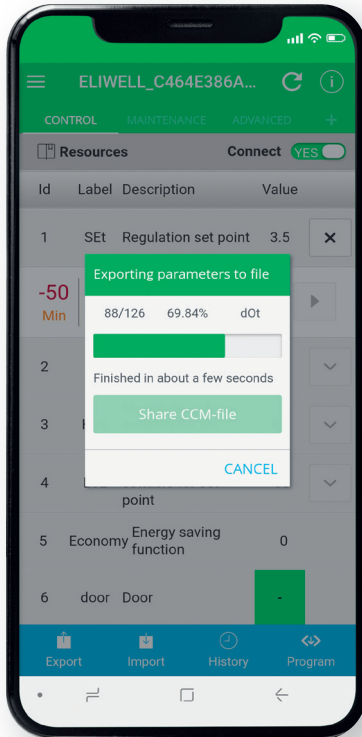 ELIWELL_C464E386A...
CONTROL MAINTENANCE ADVANCED +
Resources Connect YES
Id Label Description Value
1 SEt Regulation set point 3.5
Exporting parameters to file
-50
Min
88/126 69.84% dOt
2
Finished in about a few seconds
3
Share CCM-file
4
CANCEL
point
5 Economy Energy saving
function 0
6 door Door -
Export Import History Program